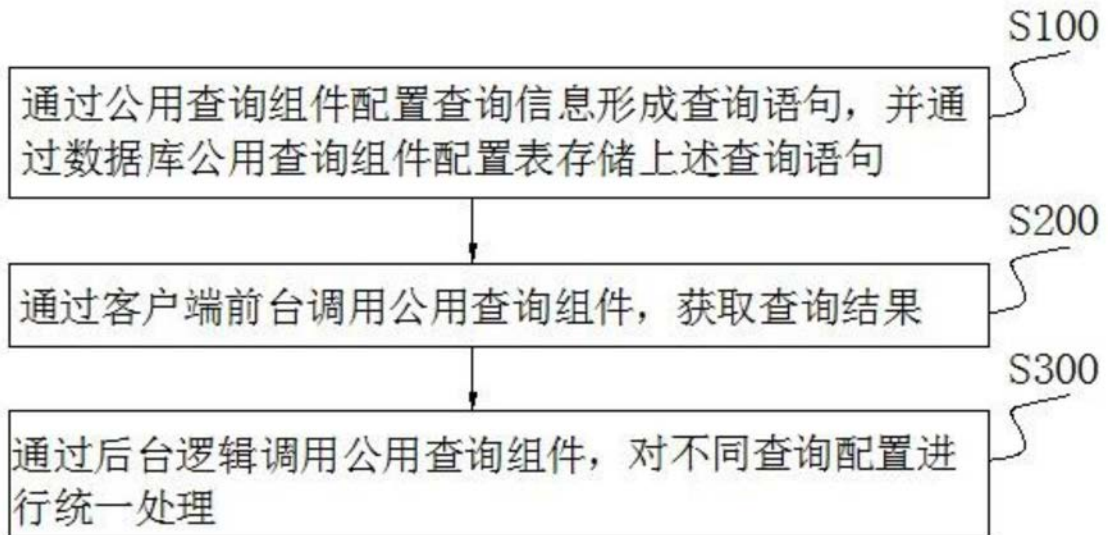 S100
通过公用查询组件配置查询信息形成查询语句，并通
过数据库公用查询组件配置表存储上述查询语句
S200
通过客户端前台调用公用查询组件，获取查询结果
S300
通过后台逻辑调用公用查询组件，对不同查询配置进
行统一处理